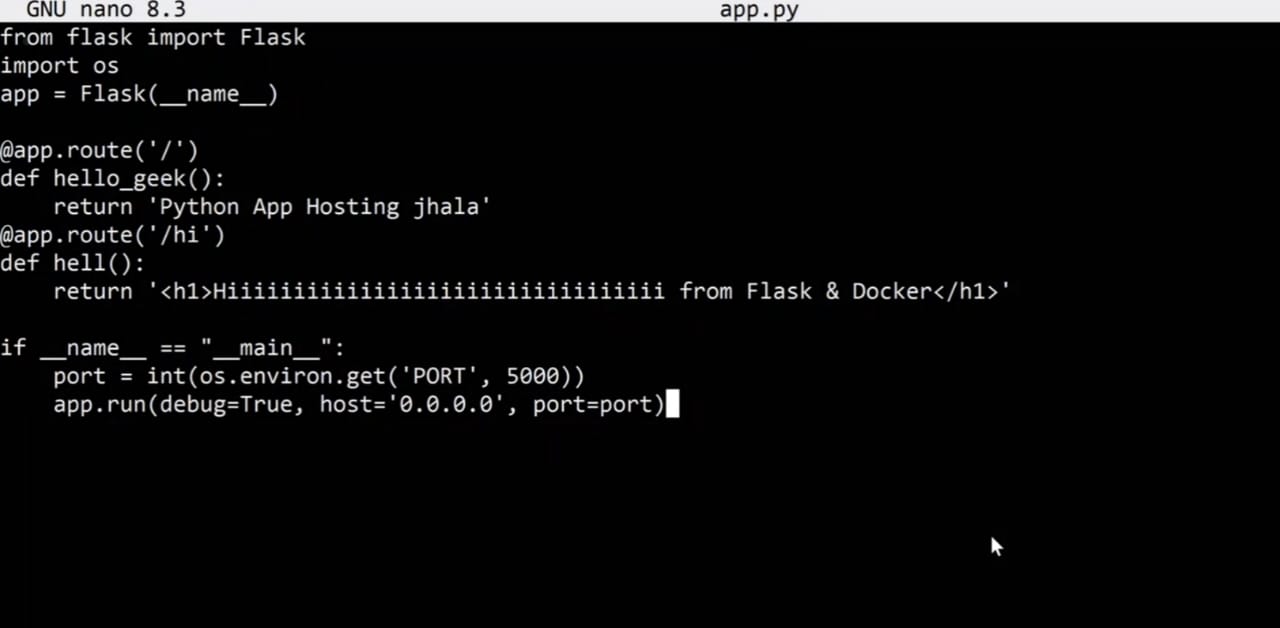 GNU nano 8.3 app.py
from flask import Flask
import os
app = Flask(__name__)
@app.route('/')
def hello_geek():
    return 'Python App Hosting jhala'
@app.route('/hi')
def hell():
    return '<h1>Hiiiiiiiiiiiiiiiiiiiiiiiiiiiiiiiiii from Flask & Docker</h1>'
if __name__ == "__main__":
    port = int(os.environ.get('PORT', 5000))
    app.run(debug=True, host='0.0.0.0', port=port)